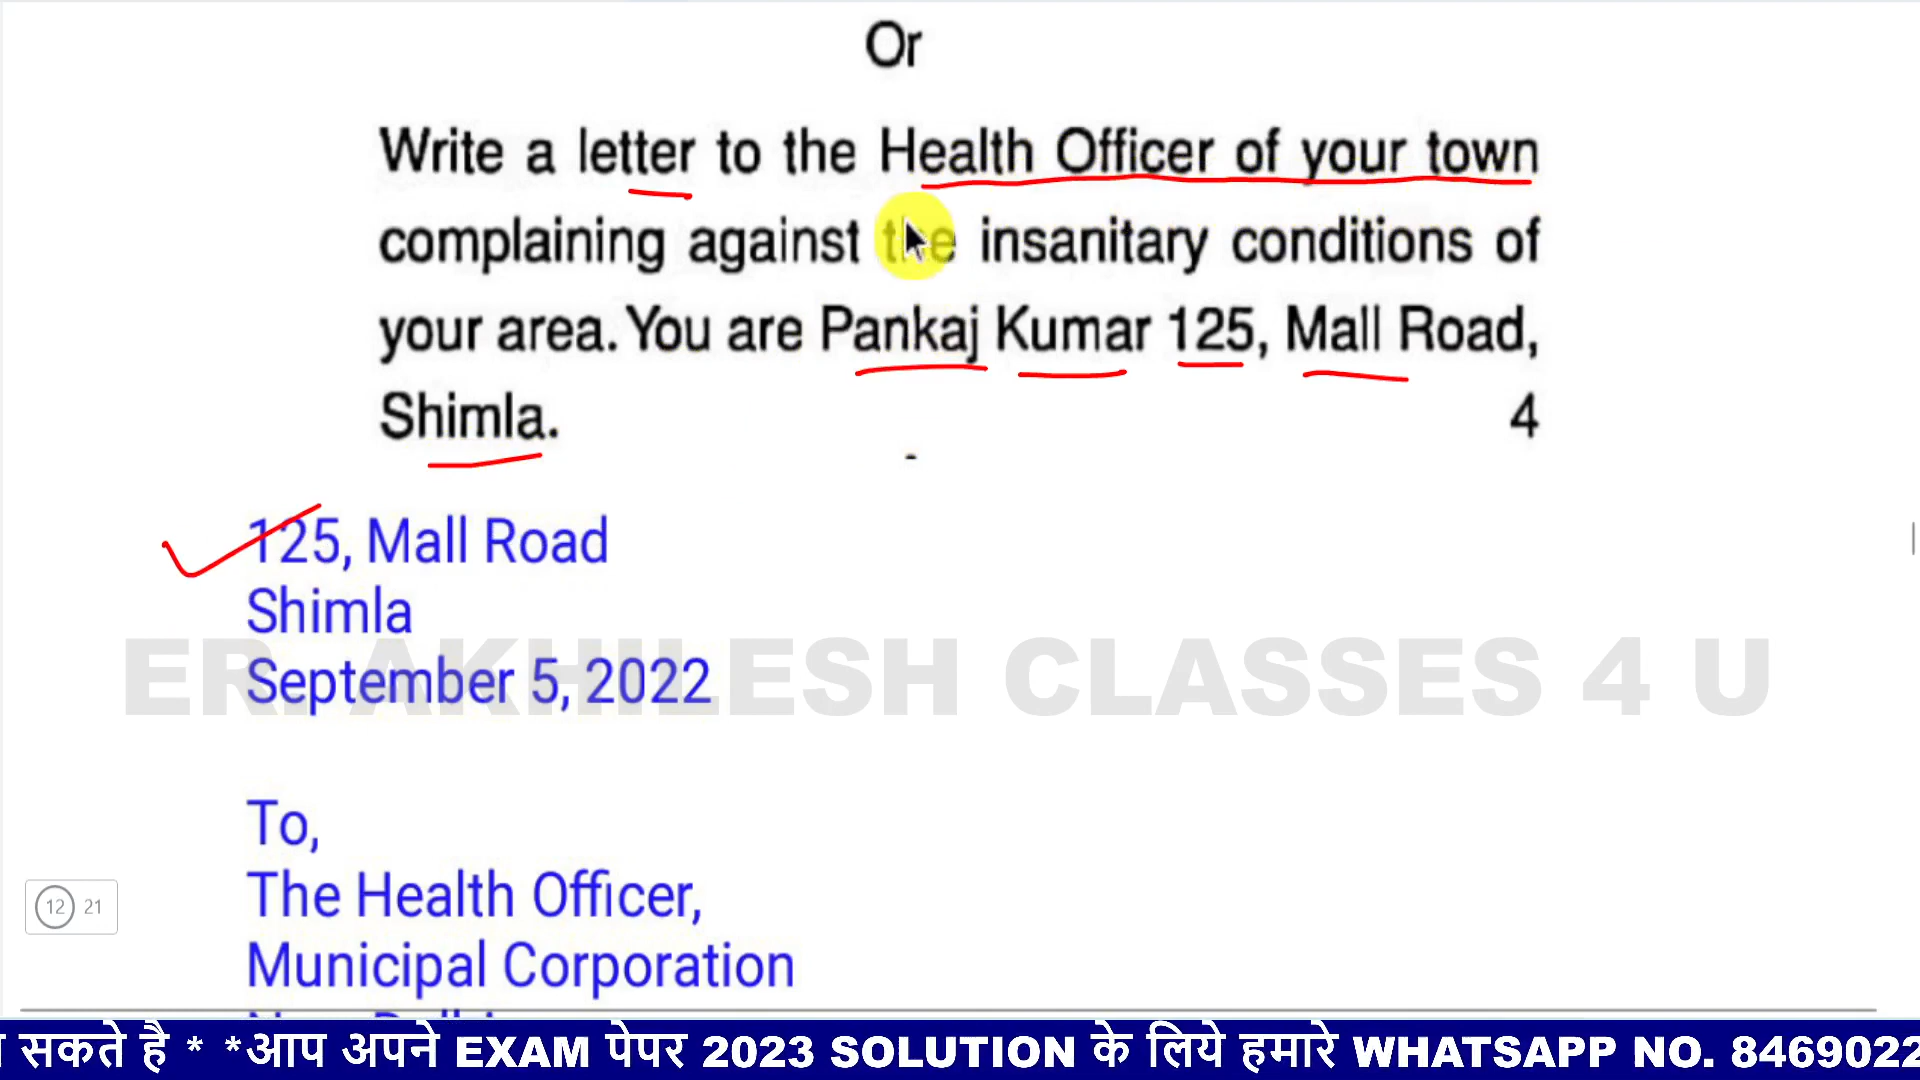 Or
Write a letter to the Health Officer of your town
complaining against the insanitary conditions of
your area. You are Pankaj Kumar 125, Mall Road,
Shimla. 4
125, Mall Road
Shimla
ER. AKHILESH CLASSES 4 U
September 5, 2022
To,
The Health Officer,
Municipal Corporation
12 21
सकते है * *आप अपने EXAM पेपर 2023 SOLUTION के लिये हमारे WHATSAPP NO. 8469022